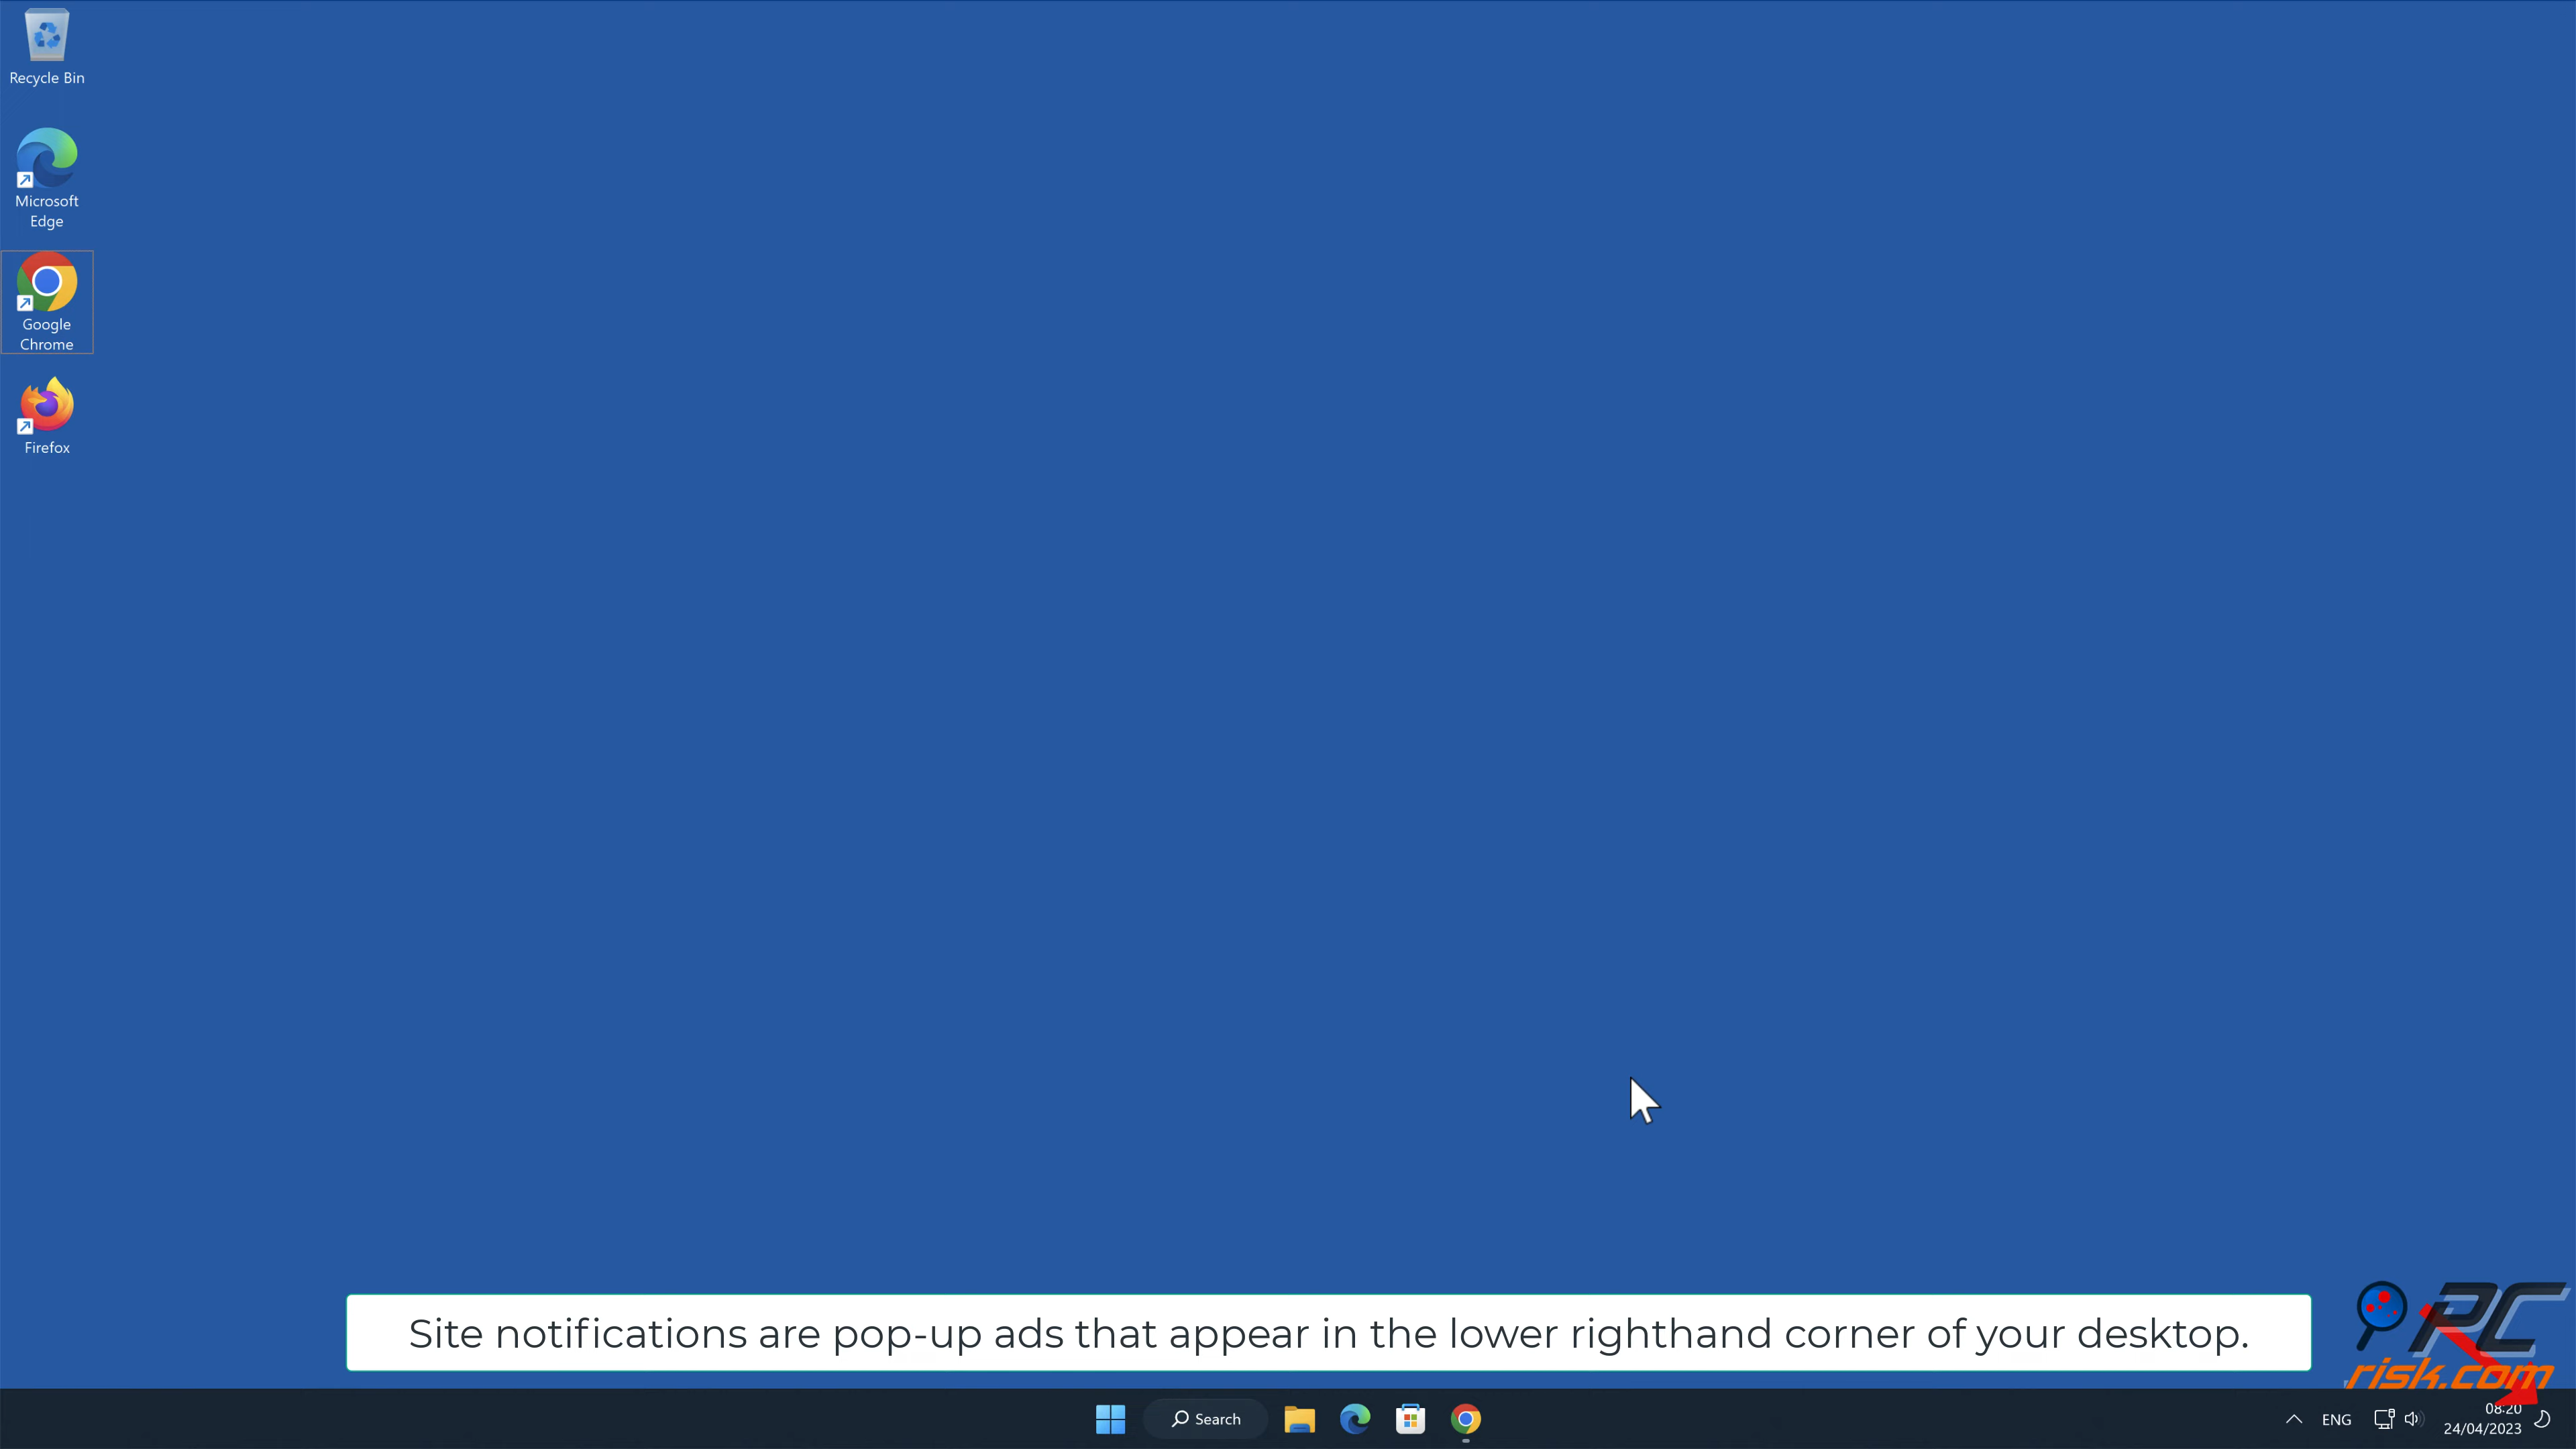 Recycle Bin
Microsoft
Edge
Google
Chrome
Firefox
Site notifications are pop-up ads that appear in the lower righthand corner of your desktop.
PC
risk.com
Search
ENG
08:20
24/04/2023